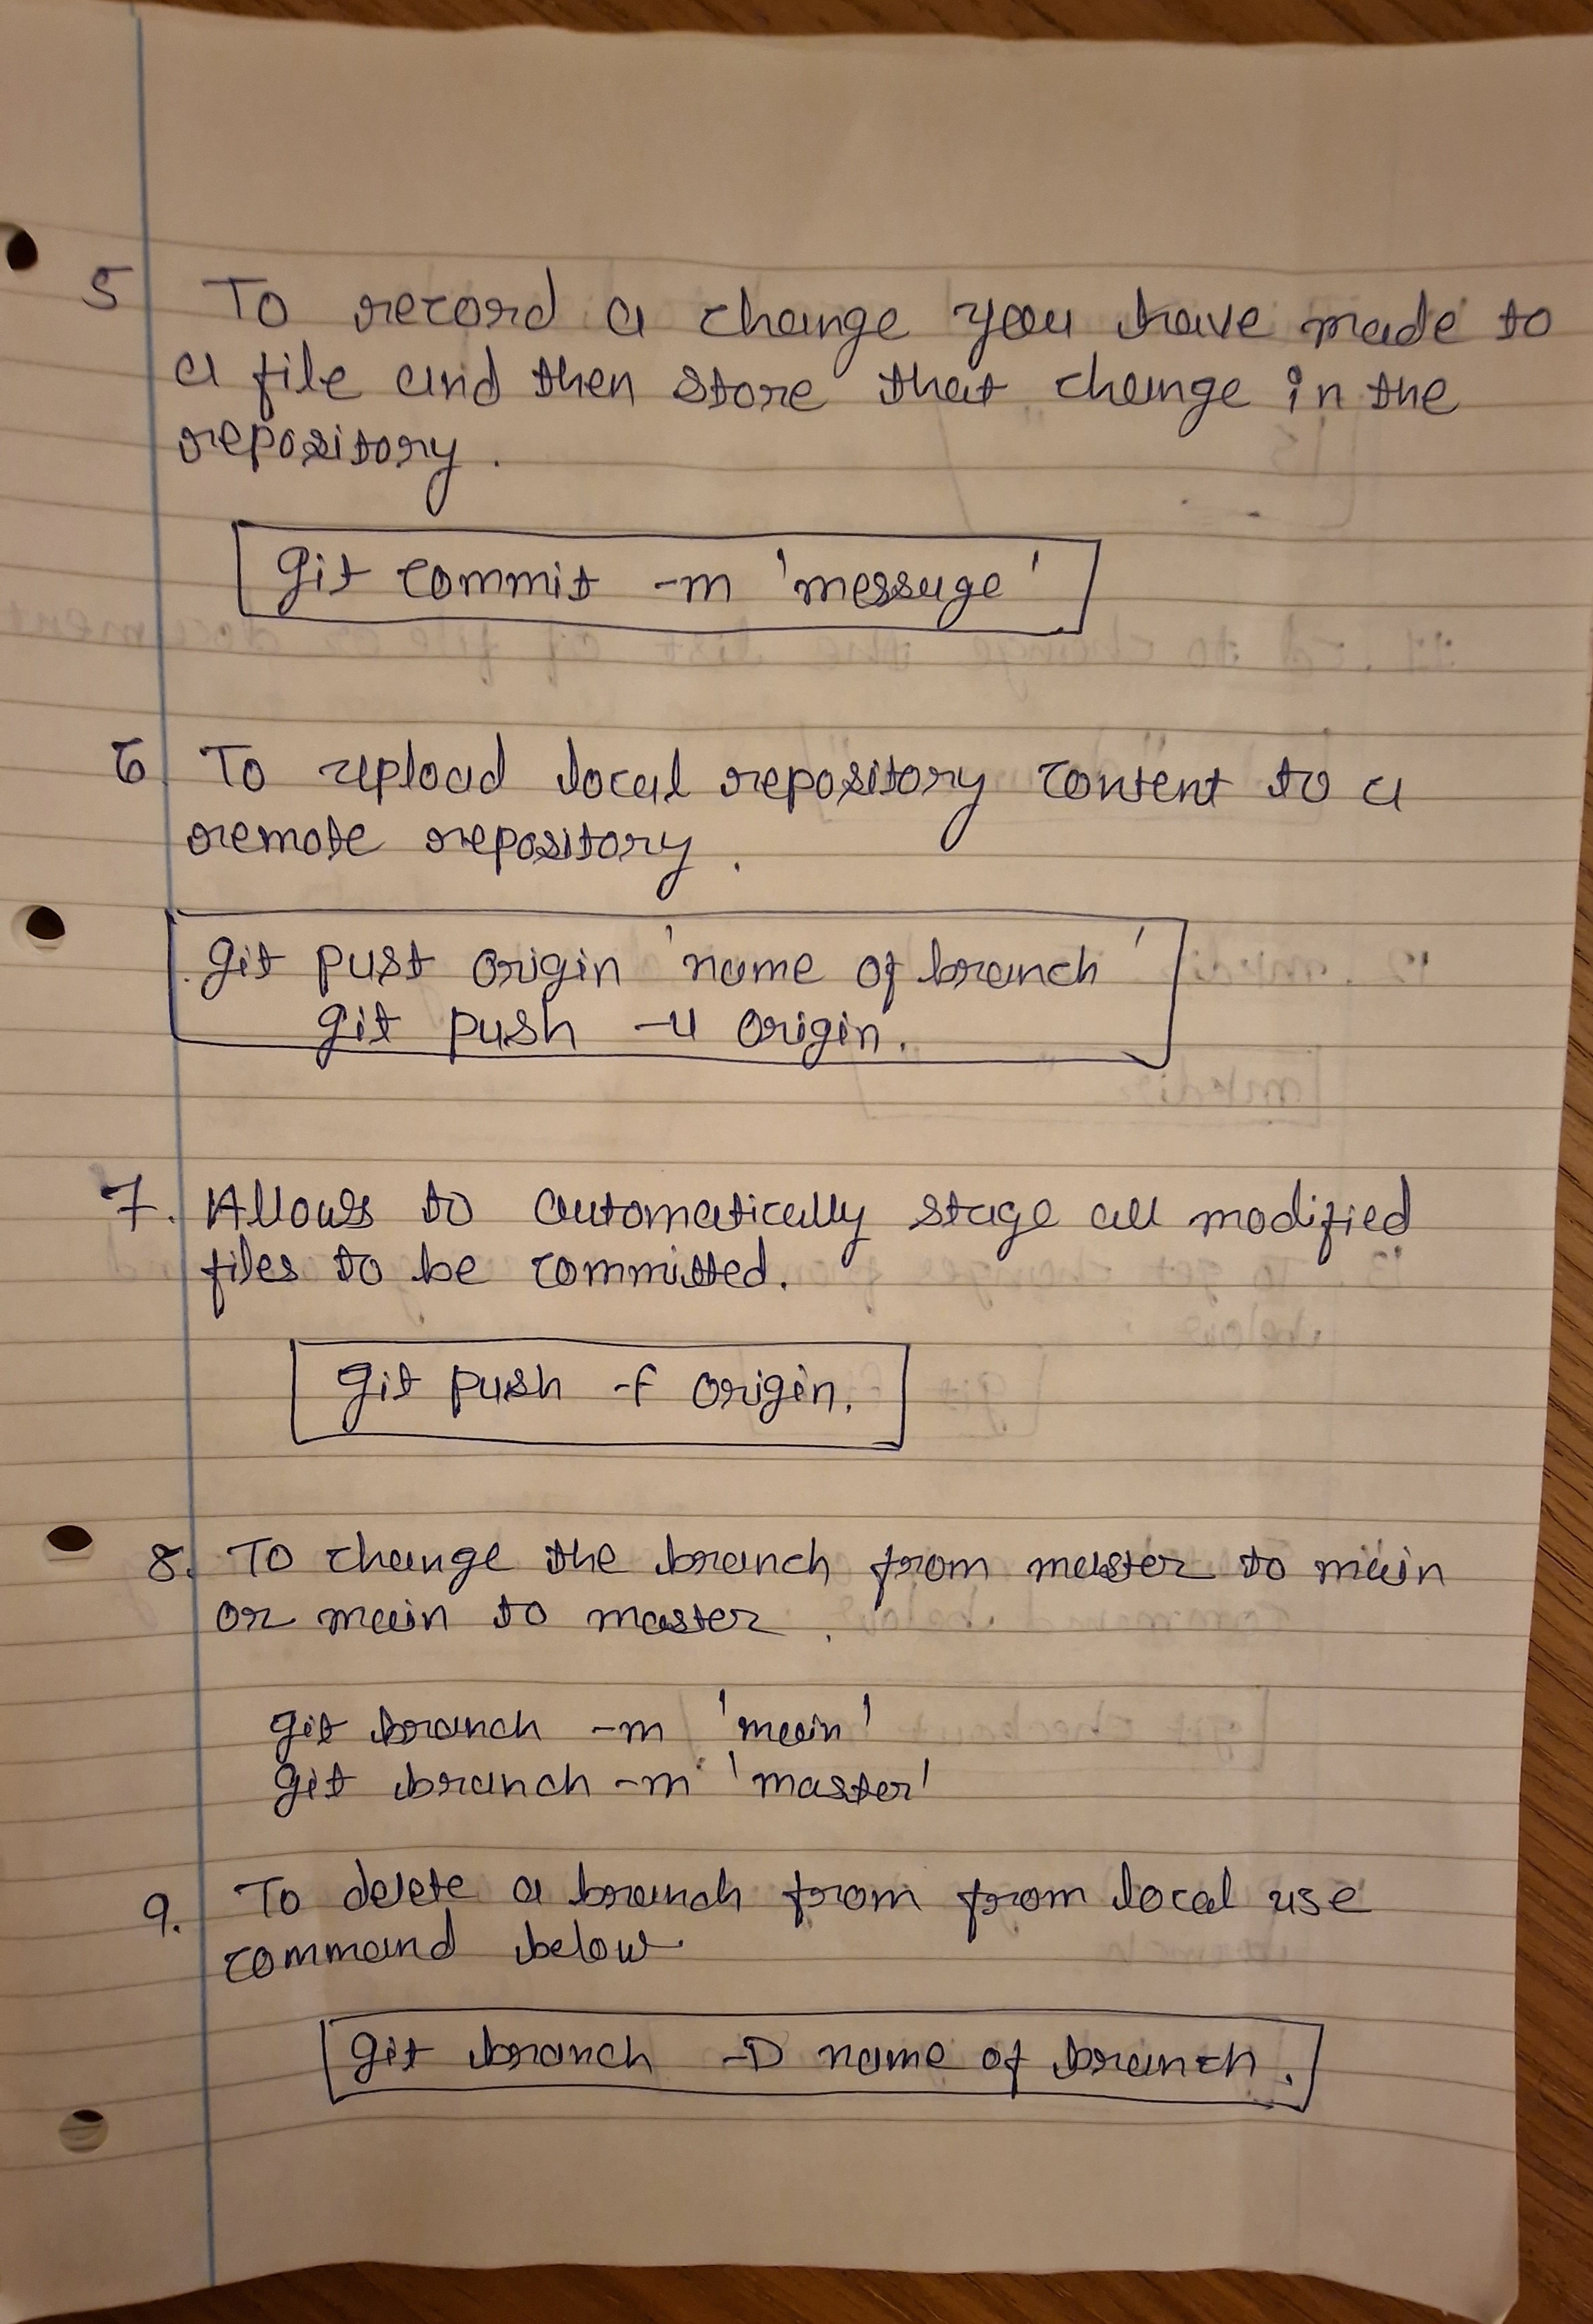 5 To record a change you have made to
a file and then store that change in the
repository.
git commit -m 'message'
6. To upload local repository content to a
remote repository.
git pust origin 'name of branch'
git push -u origin.
7. Allows to automatically stage all modified
files to be committed.
git push -f origin.
8. To change the branch from master to main
or main to master.
git branch -m 'main'
git branch -m 'master'
9. To delete a branch from from local use
command below
git branch -D name of branch.